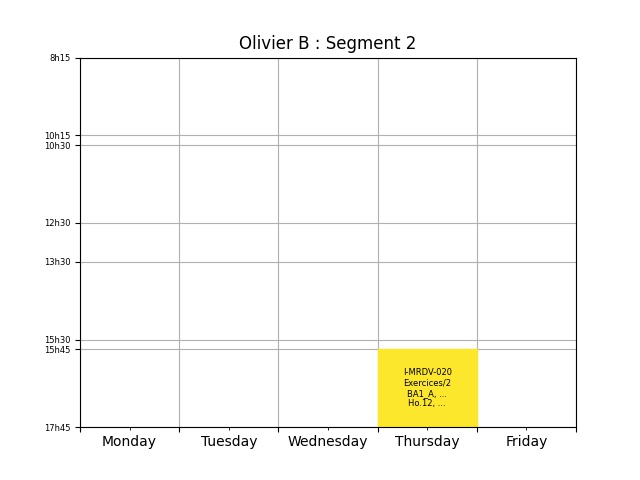 Olivier B : Segment 2
8h15
10h15
10h30
12h30
13h30
15h30
15h45
17h45
I-MRDV-020
Exercices/2
BA1_A, ...
Ho.12, ...
Monday Tuesday Wednesday Thursday Friday